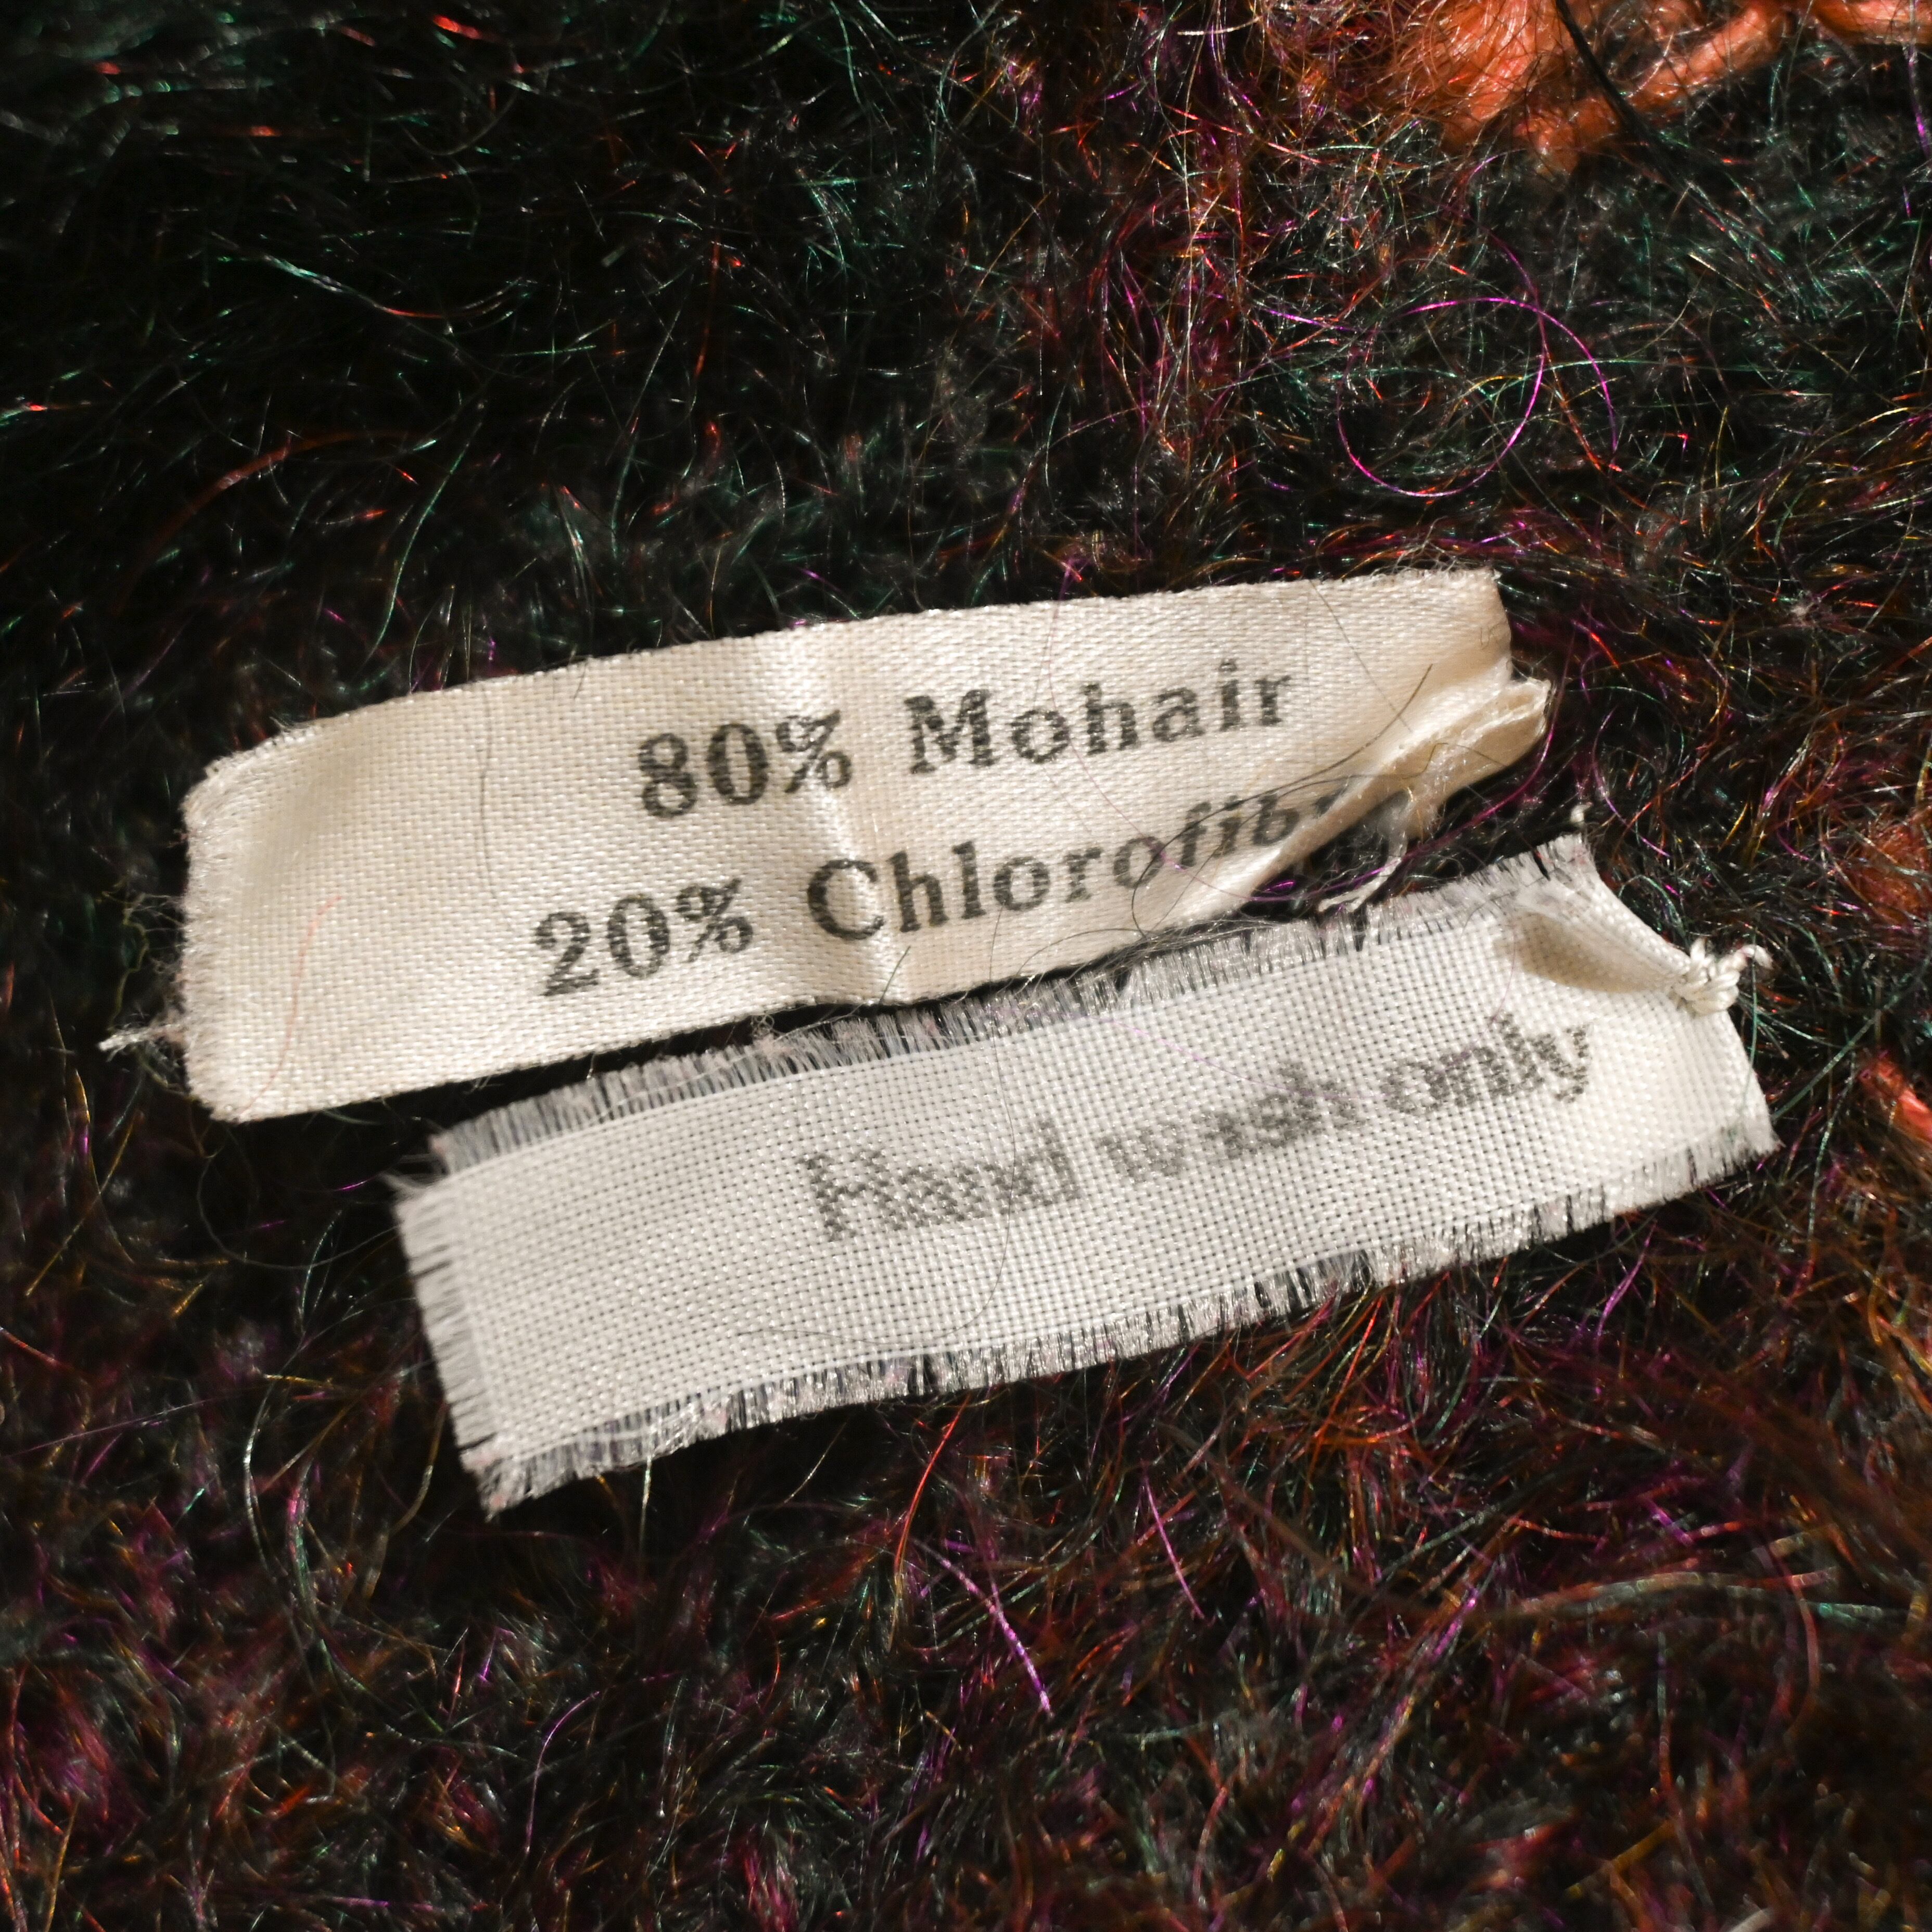 80% Mohair
20% Chlorofib
Hand wash only